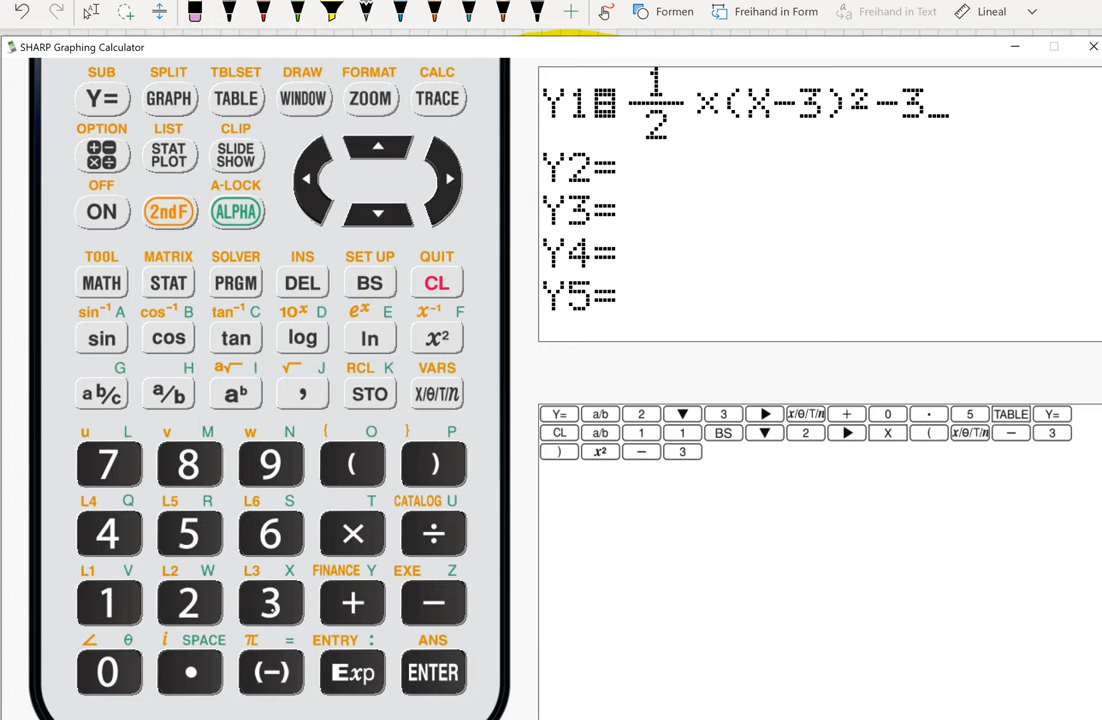 Formen Freihand in Form Freihand in Text Lineal
SHARP Graphing Calculator
SUB SPLIT TBLSET DRAW FORMAT CALC
Y= GRAPH TABLE WINDOW ZOOM TRACE
OPTION LIST CLIP
STAT PLOT SLIDE SHOW
OFF A-LOCK
ON 2ndF ALPHA
TOOL MATRIX SOLVER INS SET UP QUIT
MATH STAT PRGM DEL BS CL
sin⁻¹ A cos⁻¹ B tan⁻¹ C 10ˣ D eˣ E x⁻¹ F
sin cos tan log ln x²
G H a√ I √ J RCL K VARS
a b/c a/b aᵇ , STO X/θ/T/n
u L v M w N { O } P
7 8 9 ( )
L4 Q L5 R L6 S T CATALOG U
4 5 6 × ÷
L1 V L2 W L3 X FINANCE Y EXE Z
1 2 3 + −
∠ θ i SPACE π = ENTRY : ANS
0 • (−) Exp ENTER
Y1= 1/2 ×(X−3)²−3_
Y2=
Y3=
Y4=
Y5=
Y= a/b 2 ▼ 3 ▶ X/θ/T/n + 0 • 5 TABLE Y=
CL a/b 1 1 BS ▼ 2 ▶ X ( X/θ/T/n − 3
) x² − 3